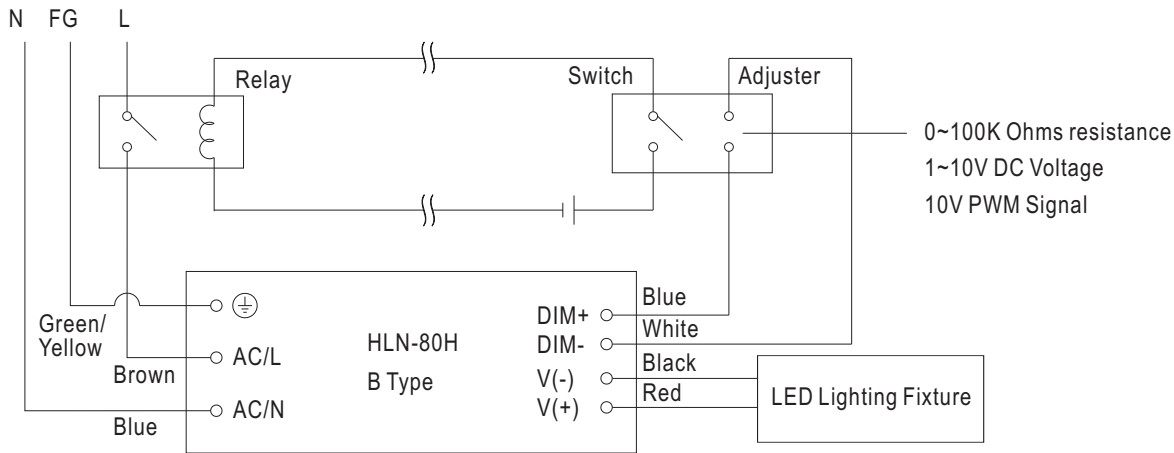 N FG L
Relay
Switch
Adjuster
0~100K Ohms resistance
1~10V DC Voltage
10V PWM Signal
Green/
Yellow
Brown
Blue
AC/L
AC/N
HLN-80H
B Type
DIM+
DIM-
V(-)
V(+)
Blue
White
Black
Red
LED Lighting Fixture